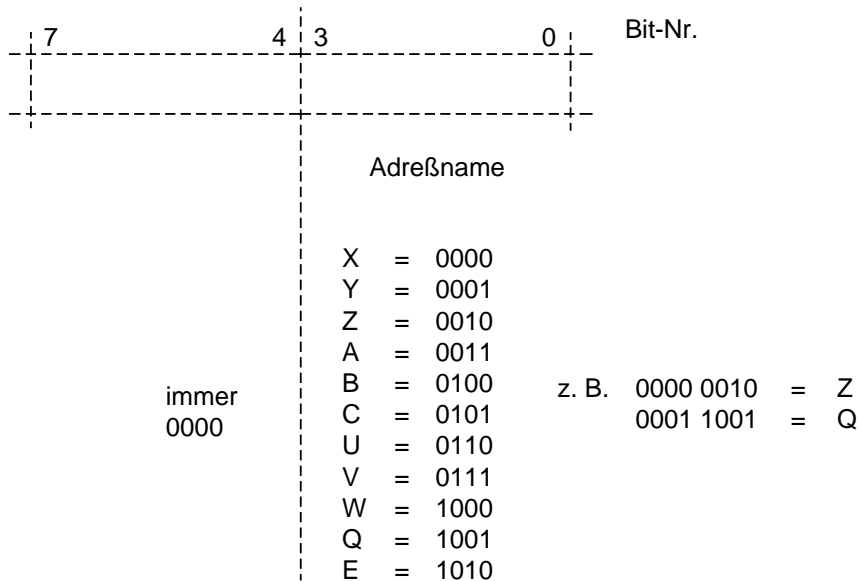 7 4 3 0 Bit-Nr.
Adreßname
X = 0000
Y = 0001
Z = 0010
A = 0011
B = 0100
C = 0101
U = 0110
V = 0111
W = 1000
Q = 1001
E = 1010
immer
0000
z. B. 0000 0010 = Z
0001 1001 = Q